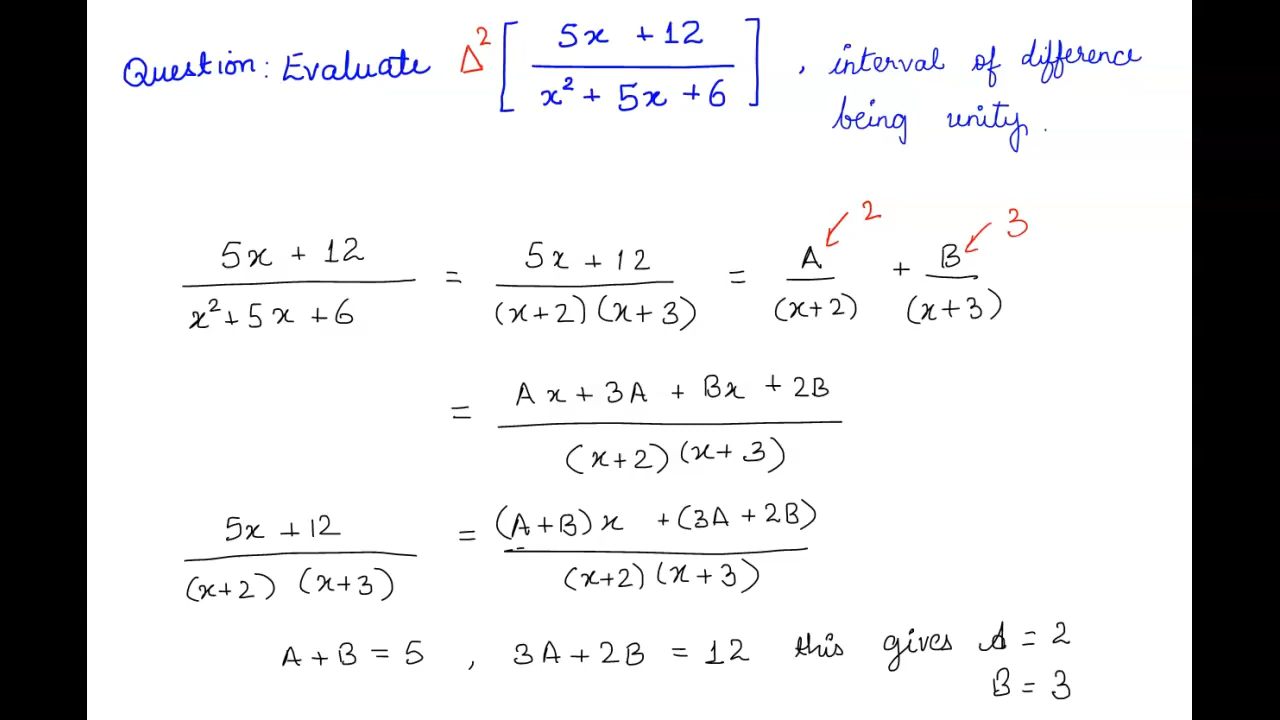 Question: Evaluate Δ² [ (5x + 12) / (x² + 5x + 6) ] , interval of difference
being unity.
2 3
(5x + 12) / (x² + 5x + 6) = (5x + 12) / ((x+2)(x+3)) = A / (x+2) + B / (x+3)
= (Ax + 3A + Bx + 2B) / ((x+2)(x+3))
(5x + 12) / ((x+2)(x+3)) = ((A+B)x + (3A + 2B)) / ((x+2)(x+3))
A + B = 5 , 3A + 2B = 12 this gives A = 2
B = 3